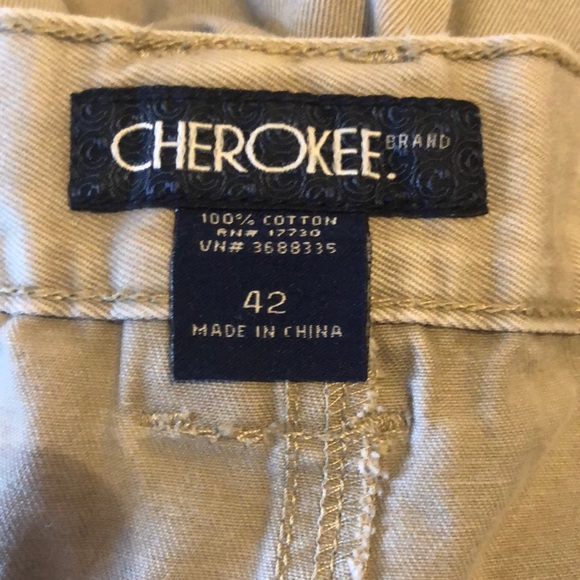 CHEROKEE. BRAND
100% COTTON
RN# 17730
VN# 3688335
42
MADE IN CHINA